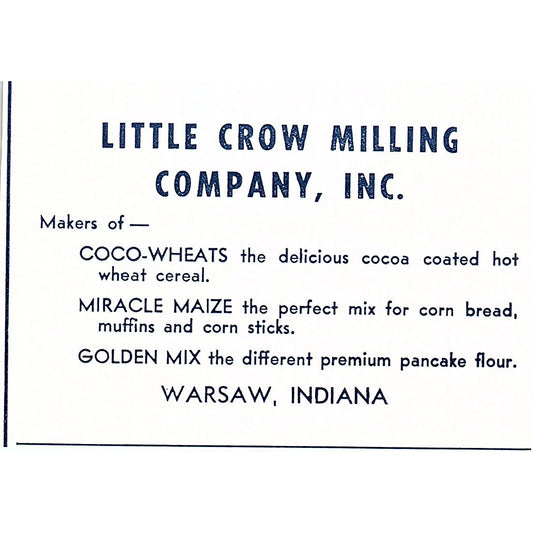 LITTLE CROW MILLING
COMPANY, INC.
Makers of —
COCO-WHEATS the delicious cocoa coated hot
wheat cereal.
MIRACLE MAIZE the perfect mix for corn bread,
muffins and corn sticks.
GOLDEN MIX the different premium pancake flour.
WARSAW, INDIANA